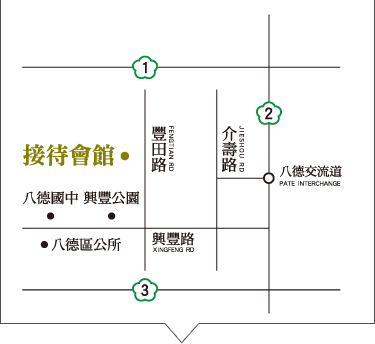 1
2
接待會館
豐田路
FENGTIAN RD
介壽路
JIESHOU RD
八德交流道
PATE INTERCHANGE
八德國中 興豐公園
八德區公所
興豐路
XINGFENG RD
3